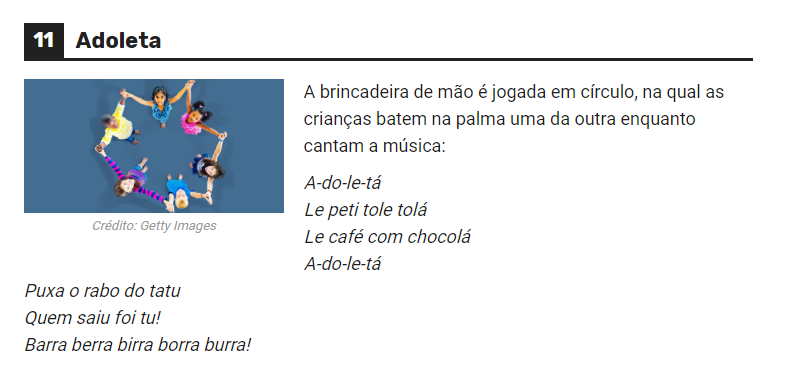 11 Adoleta
A brincadeira de mão é jogada em círculo, na qual as
crianças batem na palma uma da outra enquanto
cantam a música:
A-do-le-tá
Le peti tole tolá
Le café com chocolá
A-do-le-tá
Crédito: Getty Images
Puxa o rabo do tatu
Quem saiu foi tu!
Barra berra birra borra burra!